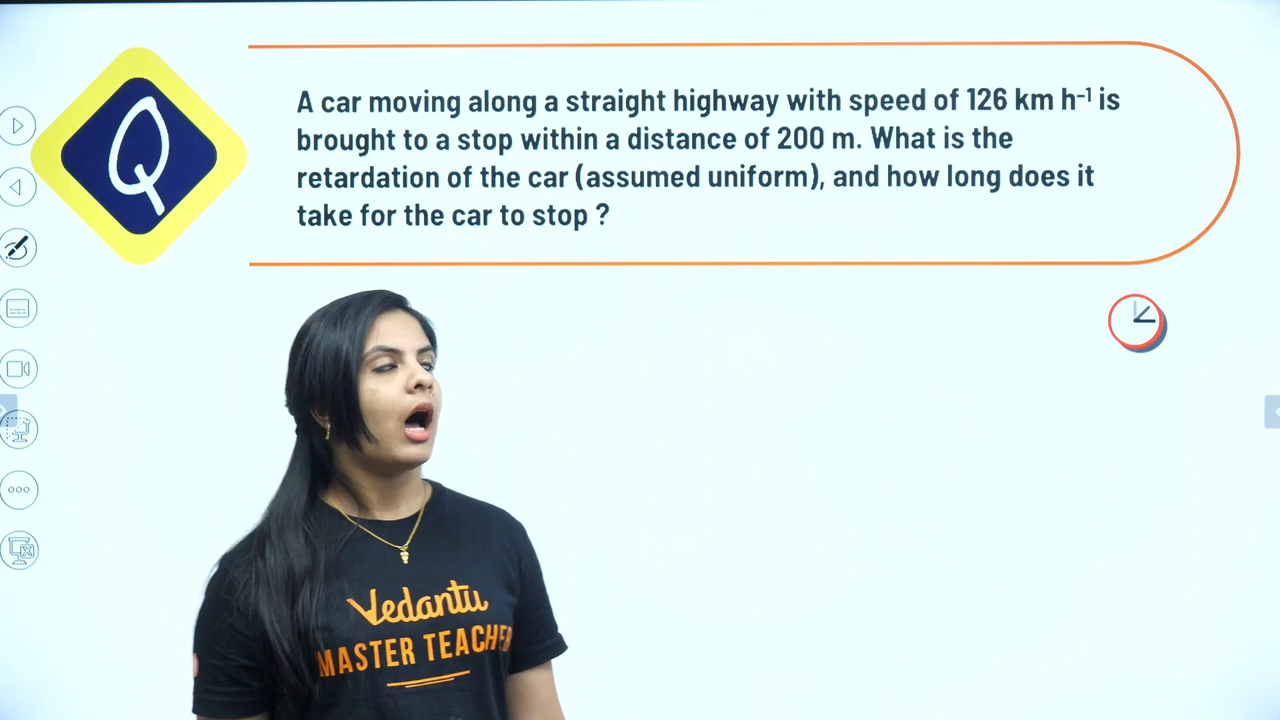 Q
A car moving along a straight highway with speed of 126 km h⁻¹ is
brought to a stop within a distance of 200 m. What is the
retardation of the car (assumed uniform), and how long does it
take for the car to stop ?
Vedantu
MASTER TEACHER